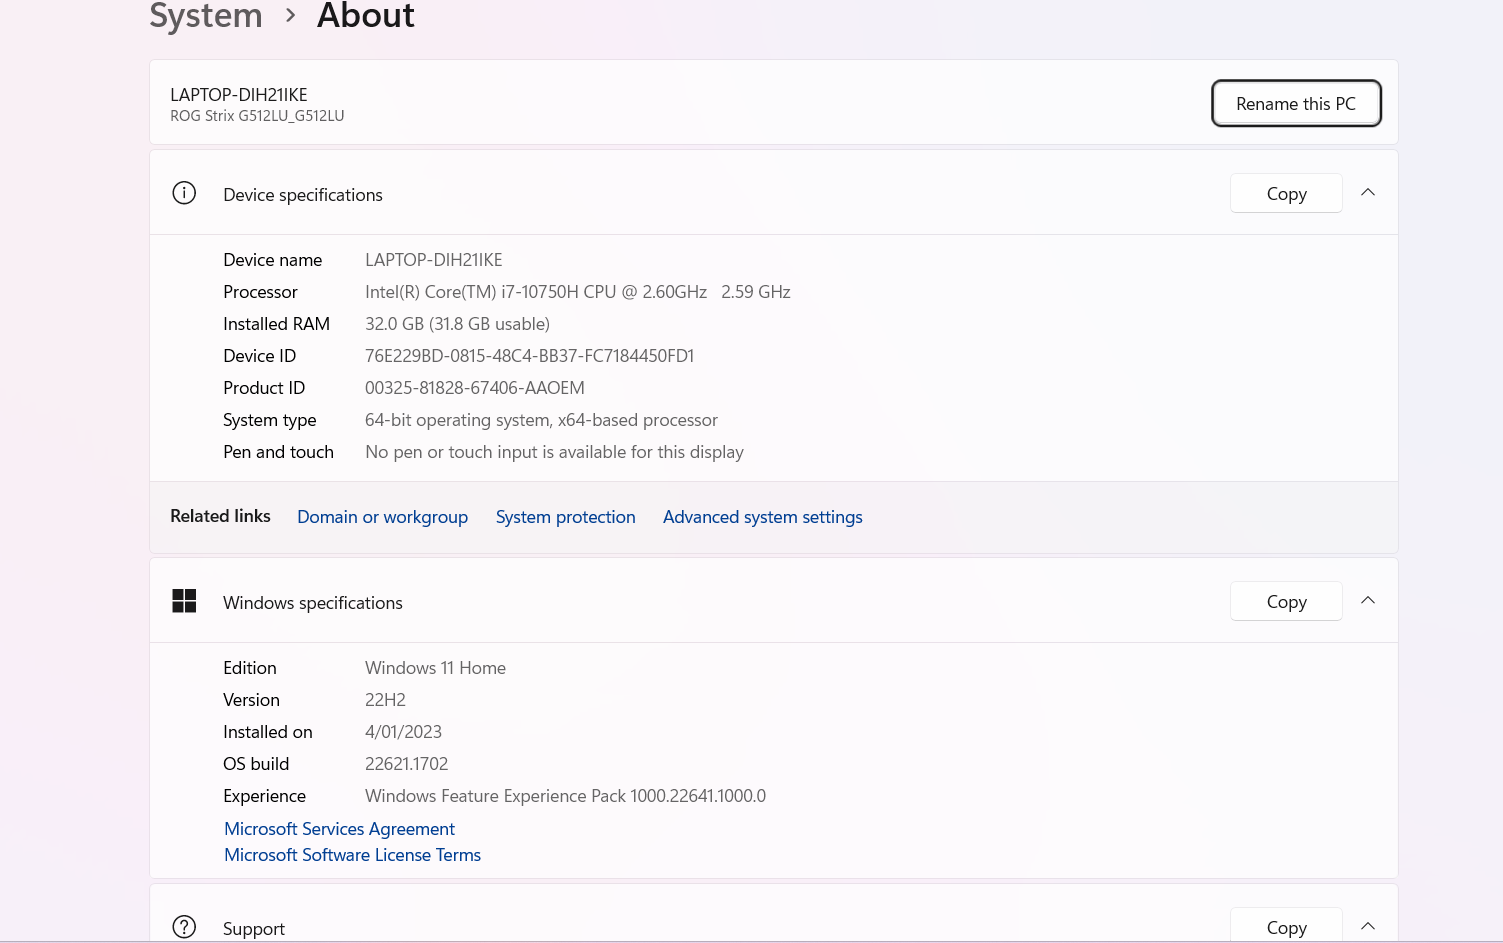 System > About
LAPTOP-DIH21IKE
ROG Strix G512LU_G512LU
Rename this PC
Device specifications
Copy
Device name LAPTOP-DIH21IKE
Processor Intel(R) Core(TM) i7-10750H CPU @ 2.60GHz 2.59 GHz
Installed RAM 32.0 GB (31.8 GB usable)
Device ID 76E229BD-0815-48C4-BB37-FC7184450FD1
Product ID 00325-81828-67406-AAOEM
System type 64-bit operating system, x64-based processor
Pen and touch No pen or touch input is available for this display
Related links Domain or workgroup System protection Advanced system settings
Windows specifications
Copy
Edition Windows 11 Home
Version 22H2
Installed on 4/01/2023
OS build 22621.1702
Experience Windows Feature Experience Pack 1000.22641.1000.0
Microsoft Services Agreement
Microsoft Software License Terms
Support
Copy